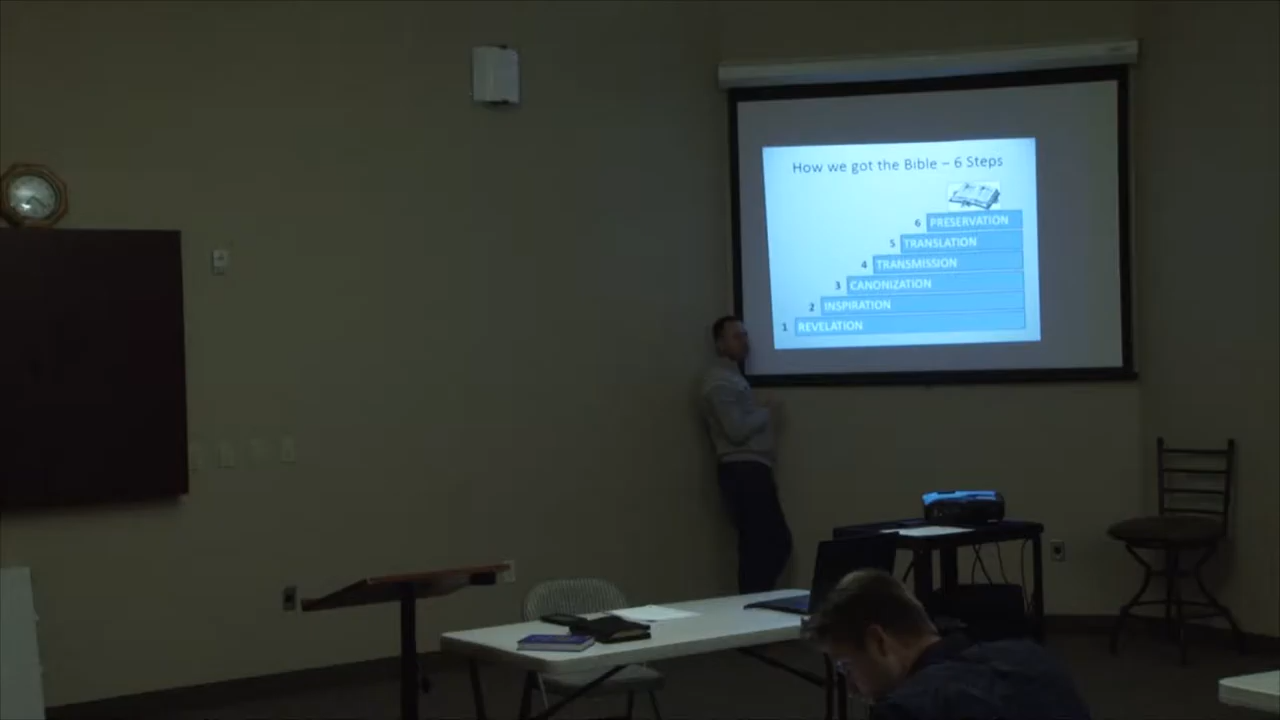 How we got the Bible – 6 Steps
6 PRESERVATION
5 TRANSLATION
4 TRANSMISSION
3 CANONIZATION
2 INSPIRATION
1 REVELATION